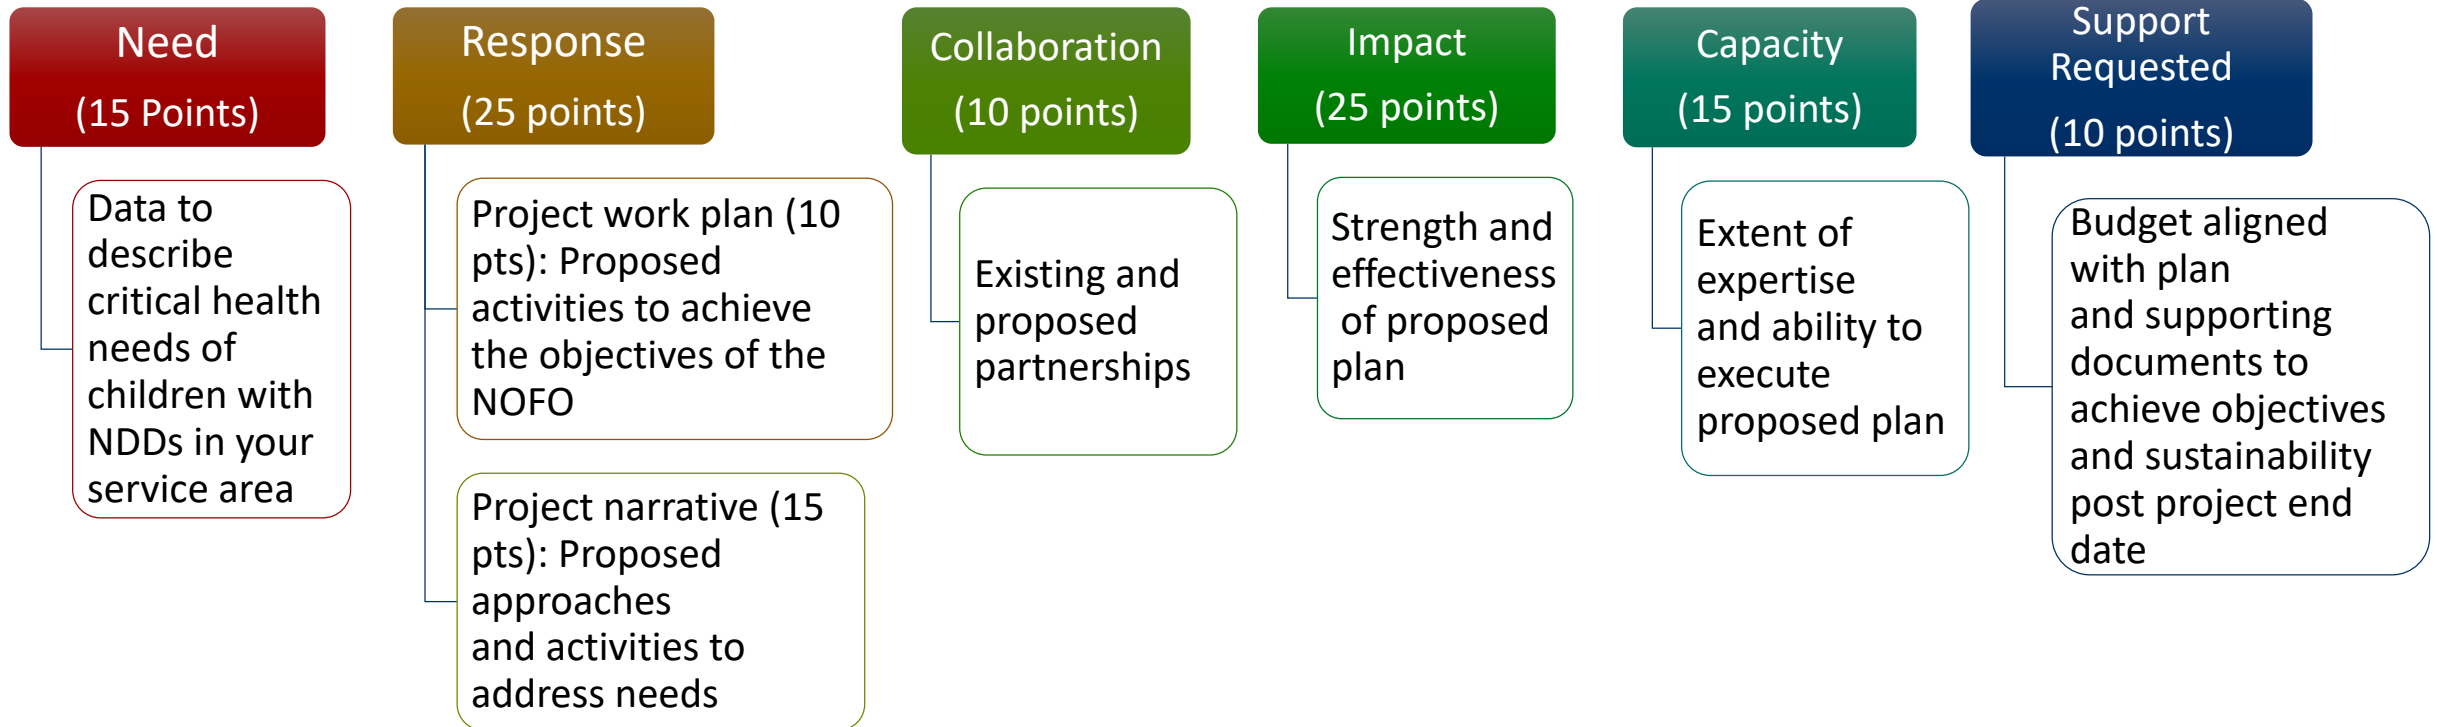 Need
(15 Points)
Data to
describe
critical health
needs of
children with
NDDs in your
service area
Response
(25 points)
Project work plan (10
pts): Proposed
activities to achieve
the objectives of the
NOFO
Project narrative (15
pts): Proposed
approaches
and activities to
address needs
Collaboration
(10 points)
Existing and
proposed
partnerships
Impact
(25 points)
Strength and
effectiveness
of proposed
plan
Capacity
(15 points)
Extent of
expertise
and ability to
execute
proposed plan
Support
Requested
(10 points)
Budget aligned
with plan
and supporting
documents to
achieve objectives
and sustainability
post project end
date